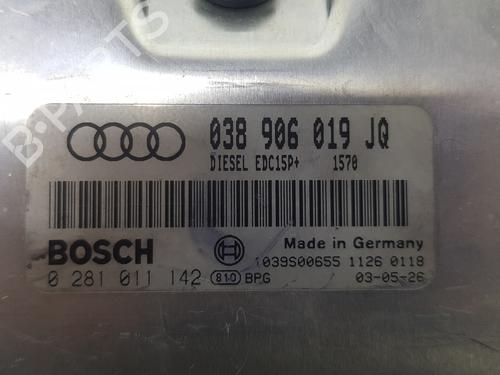 038 906 019 JQ
DIESEL EDC15P+ 1570
BOSCH
Made in Germany
1039S00655 1126 0118
0 281 011 142 810 BPG 03-05-26
B-PARTS